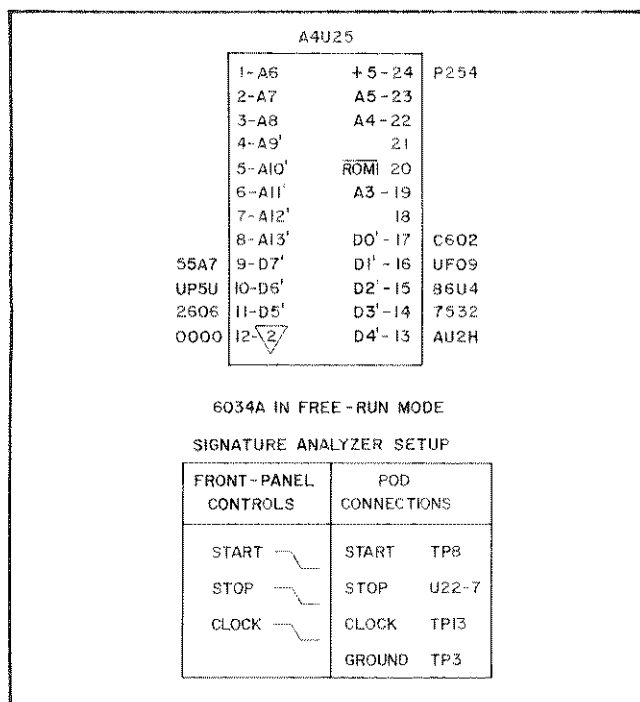 A4U25
1-A6 +5-24 P254
2-A7 A5-23
3-A8 A4-22
4-A9' 21
5-A10' ROM1 20
6-A11' A3-19
7-A12' 18
8-A13' D0'-17 C602
55A7 9-D7' D1'-16 UF09
UP5U 10-D6' D2'-15 86U4
2606 11-D5' D3'-14 7532
0000 12-2 D4'-13 AU2H
6034A IN FREE-RUN MODE
SIGNATURE ANALYZER SETUP
FRONT-PANEL CONTROLS
POD CONNECTIONS
START START TP8
STOP STOP U22-7
CLOCK CLOCK TP13
GROUND TP3